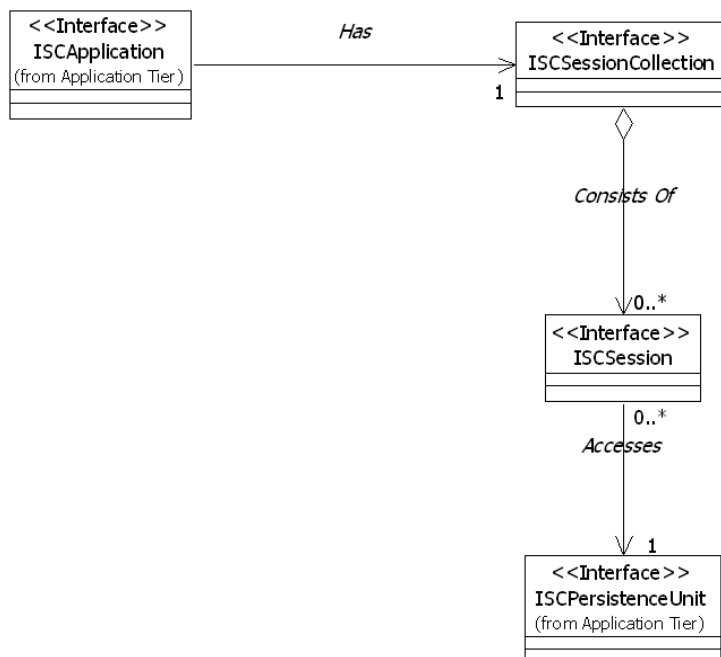 <<Interface>>
ISCApplication
(from Application Tier)
Has
1
<<Interface>>
ISCSessionCollection
Consists Of
0..*
<<Interface>>
ISCSession
0..*
Accesses
1
<<Interface>>
ISCPersistenceUnit
(from Application Tier)